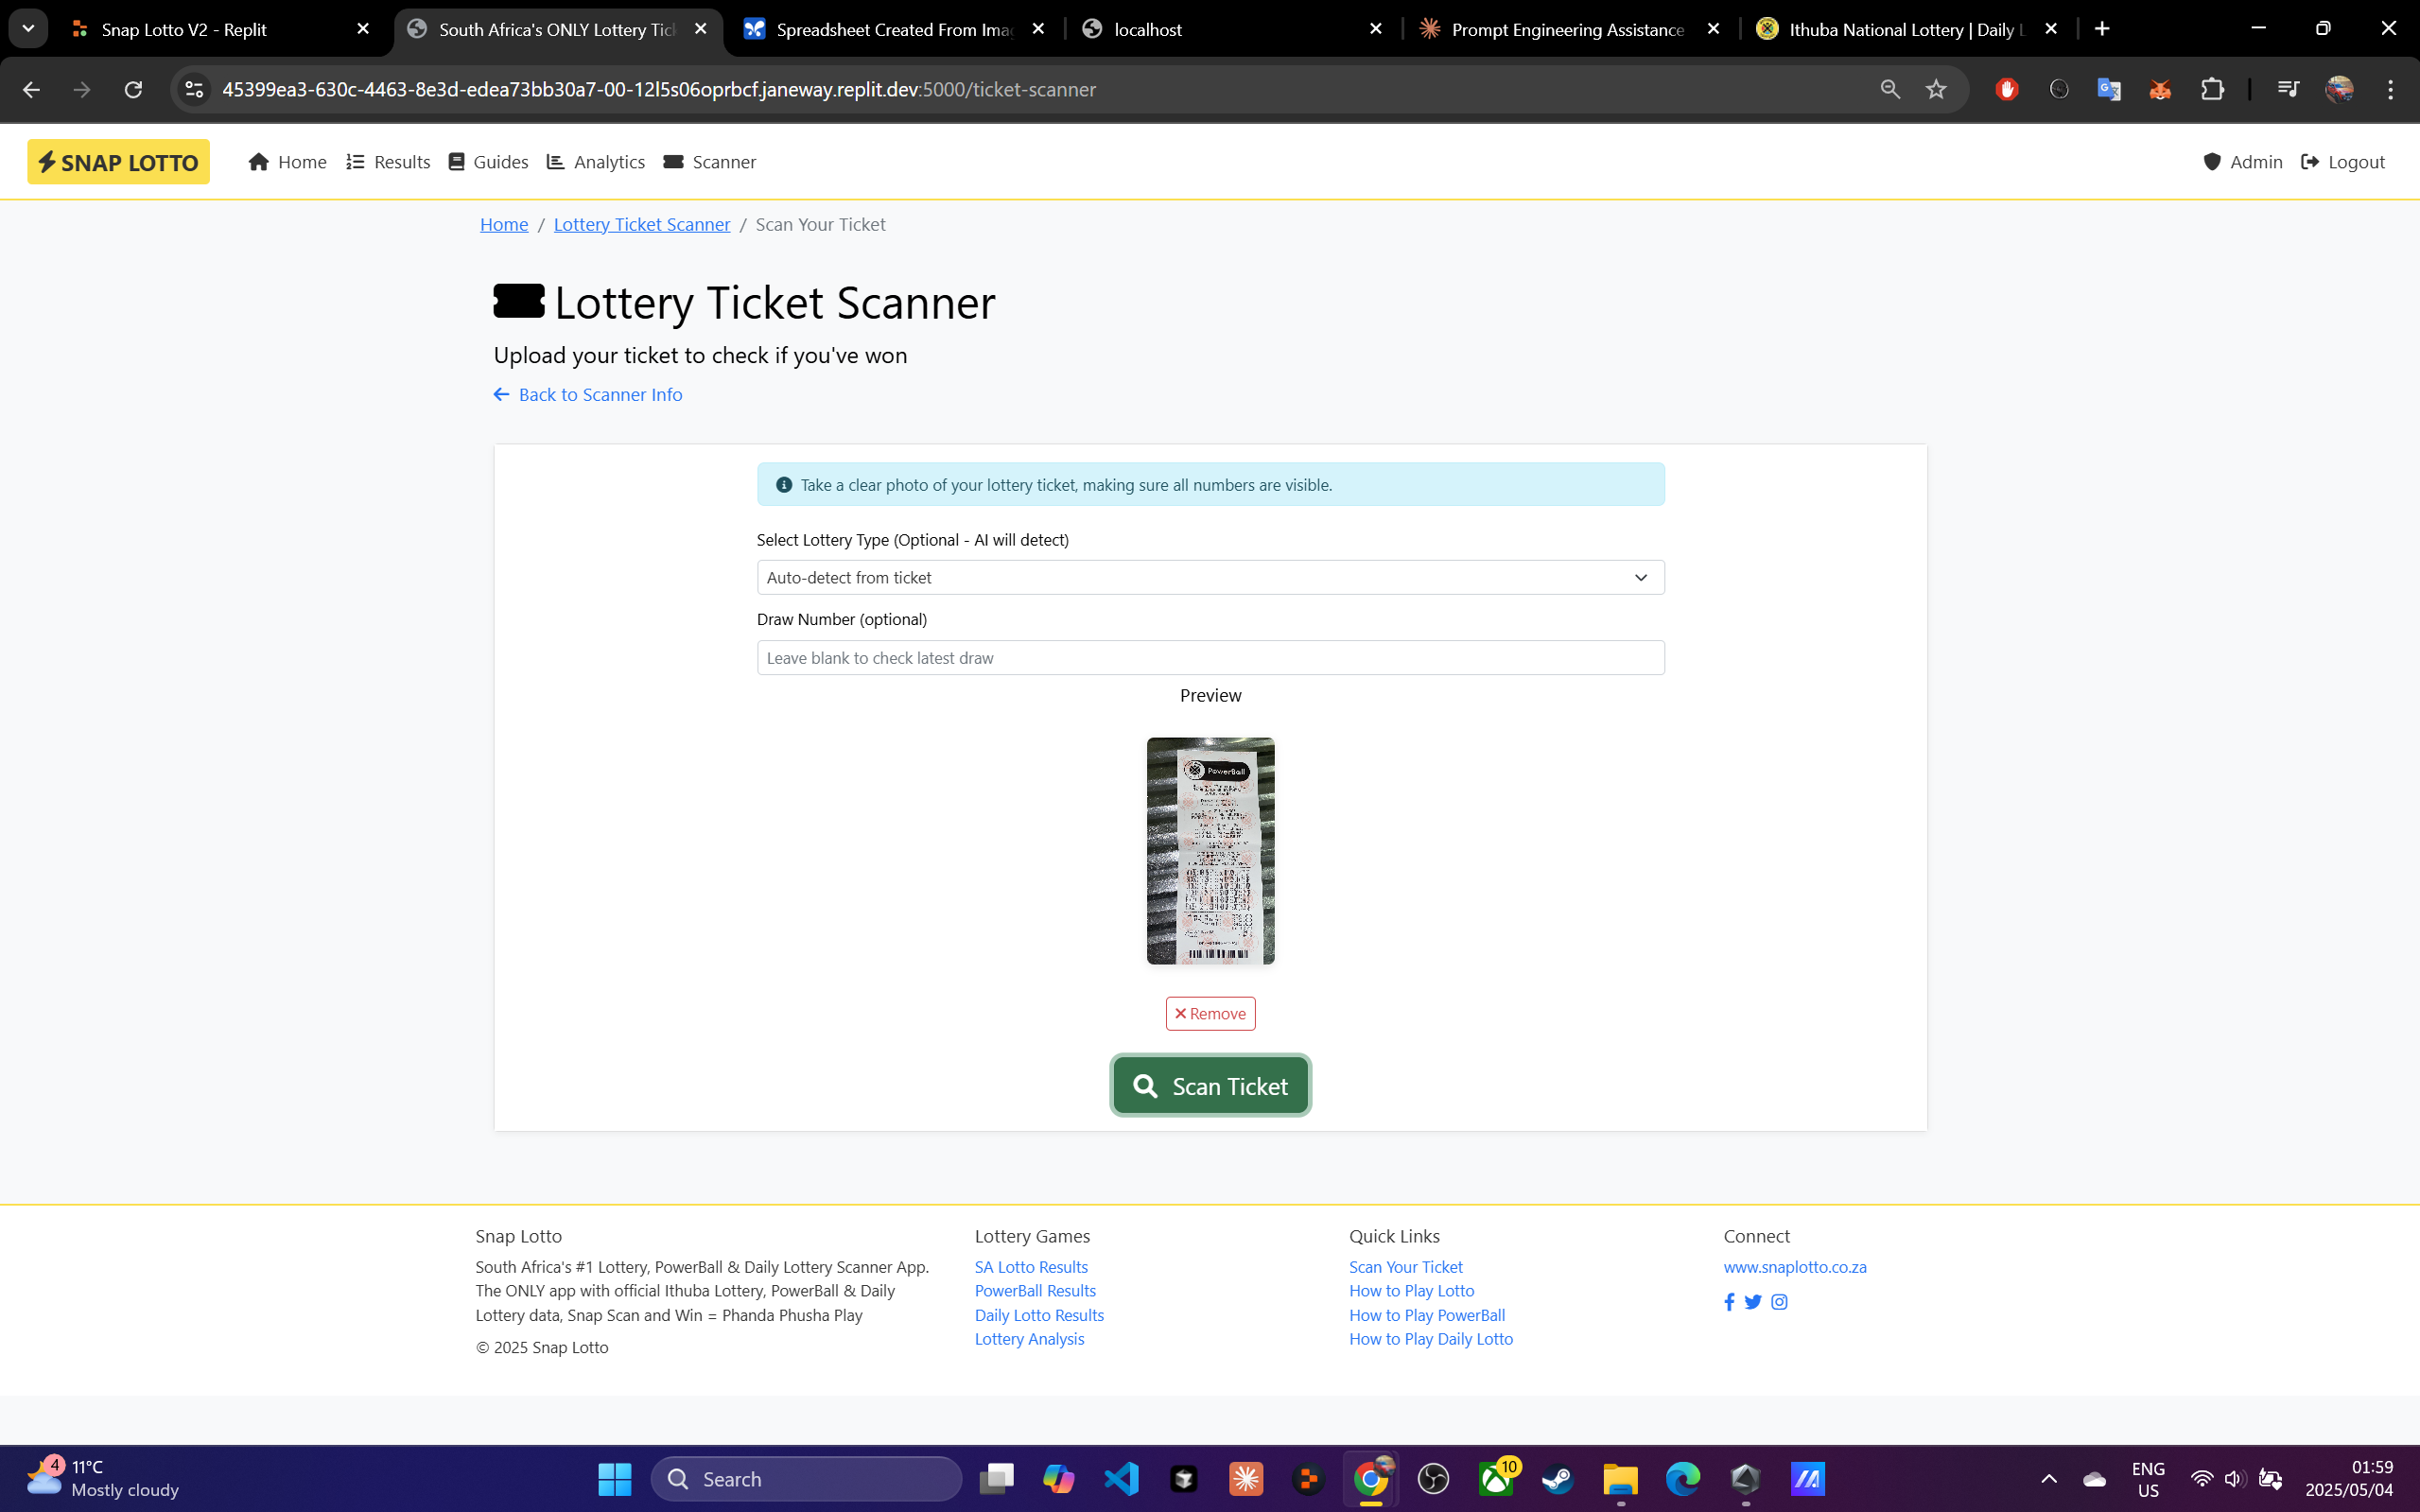 Snap Lotto V2 - Replit
South Africa's ONLY Lottery Tick
Spreadsheet Created From Imag
localhost
Prompt Engineering Assistance
Ithuba National Lottery | Daily L
45399ea3-630c-4463-8e3d-edea73bb30a7-00-12l5s06oprbcf.janeway.replit.dev:5000/ticket-scanner
SNAP LOTTO
Home
Results
Guides
Analytics
Scanner
Admin
Logout
Home / Lottery Ticket Scanner / Scan Your Ticket
Lottery Ticket Scanner
Upload your ticket to check if you've won
Back to Scanner Info
Take a clear photo of your lottery ticket, making sure all numbers are visible.
Select Lottery Type (Optional - AI will detect)
Auto-detect from ticket
Draw Number (optional)
Leave blank to check latest draw
Preview
PowerBall
Remove
Scan Ticket
Snap Lotto
South Africa's #1 Lottery, PowerBall & Daily Lottery Scanner App.
The ONLY app with official Ithuba Lottery, PowerBall & Daily
Lottery data, Snap Scan and Win = Phanda Phusha Play
© 2025 Snap Lotto
Lottery Games
SA Lotto Results
PowerBall Results
Daily Lotto Results
Lottery Analysis
Quick Links
Scan Your Ticket
How to Play Lotto
How to Play PowerBall
How to Play Daily Lotto
Connect
www.snaplotto.co.za
4
11°C
Mostly cloudy
Search
10
ENG
US
01:59
2025/05/04